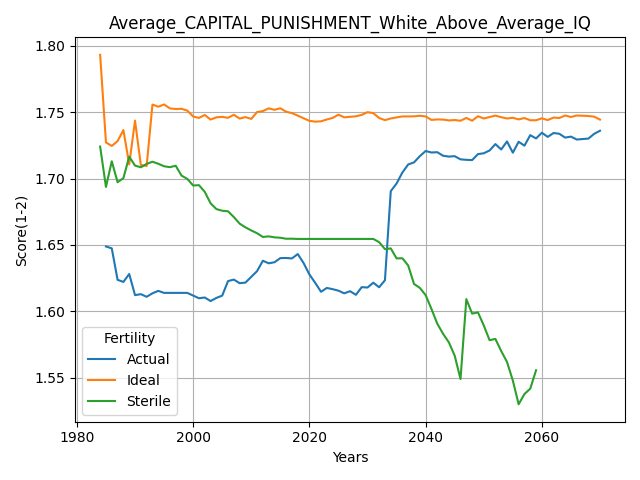 Average_CAPITAL_PUNISHMENT_White_Above_Average_IQ
Score(1-2)
1.80
1.75
1.70
1.65
1.60
1.55
Fertility
Actual
Ideal
Sterile
1980
2000
2020
2040
2060
Years